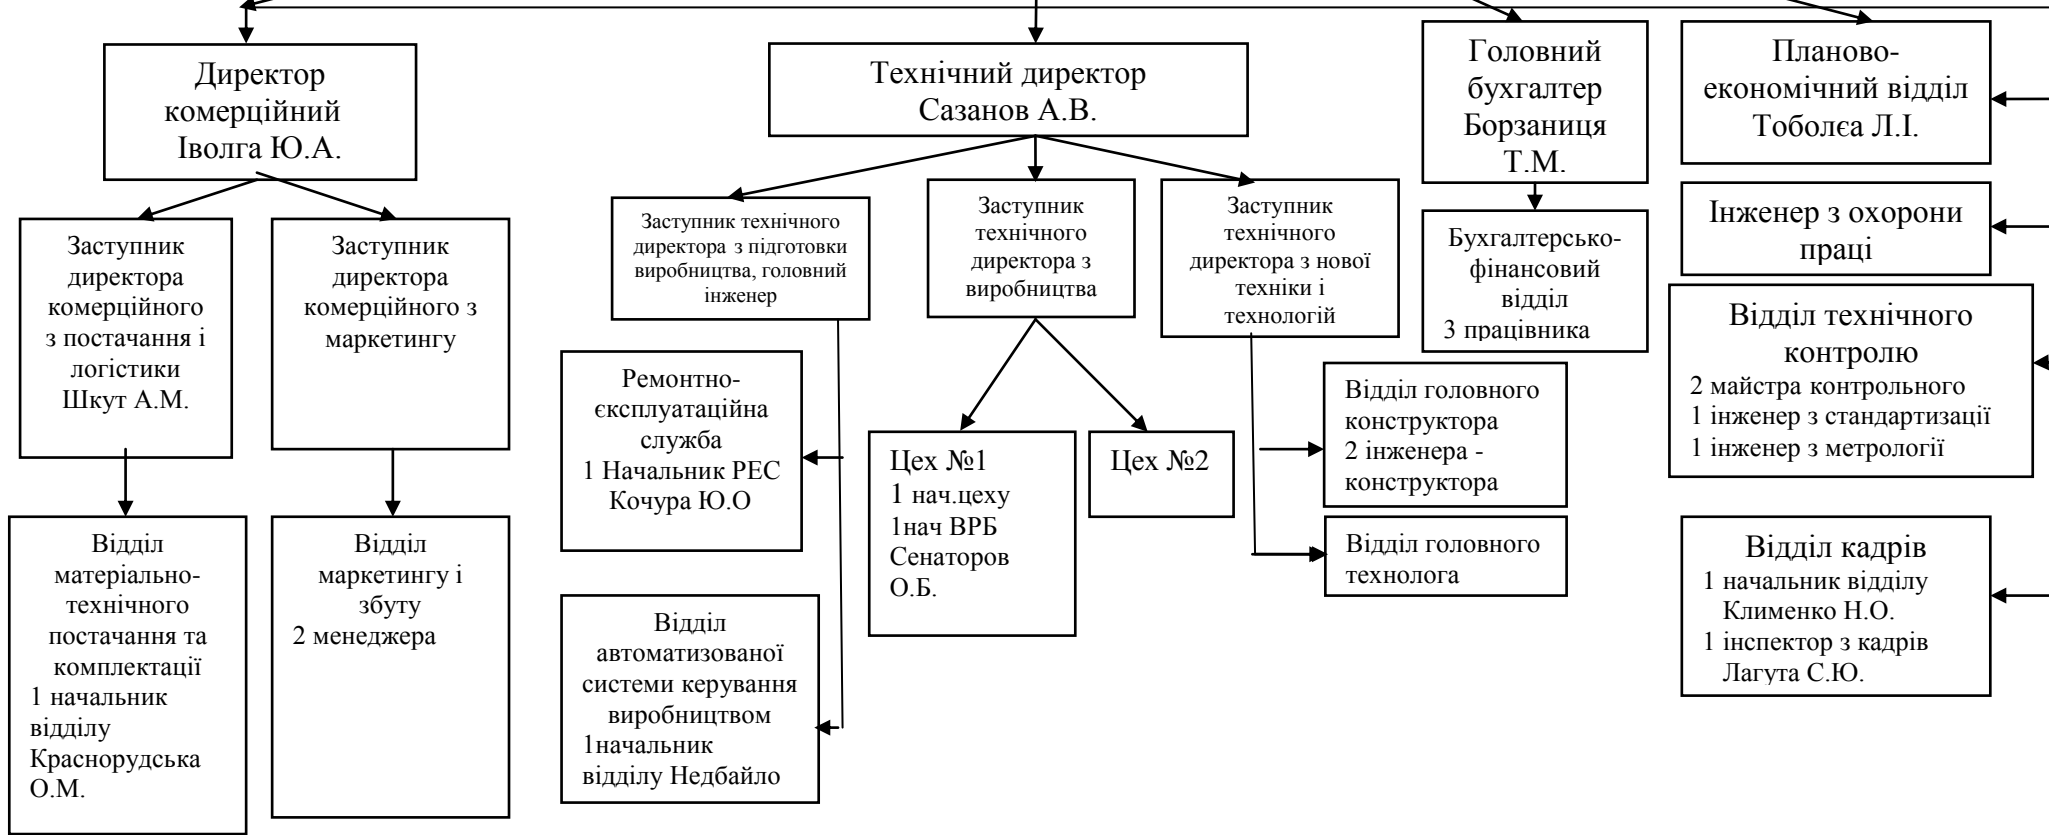 Директор
комерційний
Іволга Ю.А.
Технічний директор
Сазанов А.В.
Головний
бухгалтер
Борзаниця
Т.М.
Планово-
економічний відділ
Тоболєа Л.І.
Заступник
директора
комерційного
з постачання і
логістики
Шкут А.М.
Заступник
директора
комерційного з
маркетингу
Заступник технічного
директора з підготовки
виробництва, головний
інженер
Заступник
технічного
директора з
виробництва
Заступник
технічного
директора з нової
техніки і
технологій
Бухгалтерсько-
фінансовий
відділ
3 працівника
Інженер з охорони
праці
Відділ технічного
контролю
2 майстра контрольного
1 інженер з стандартизації
1 інженер з метрології
Ремонтно-
єксплуатаційна
служба
1 Начальник РЕС
Кочура Ю.О
Цех №1
1 нач.цеху
1нач ВРБ
Сенаторов
О.Б.
Цех №2
Відділ головного
конструктора
2 інженера -
конструктора
Відділ головного
технолога
Відділ
матеріально-
технічного
постачання та
комплектації
1 начальник
відділу
Краснорудська
О.М.
Відділ
маркетингу і
збуту
2 менеджера
Відділ
автоматизованої
системи керування
виробництвом
1начальник
відділу Недбайло
Відділ кадрів
1 начальник відділу
Клименко Н.О.
1 інспектор з кадрів
Лагута С.Ю.